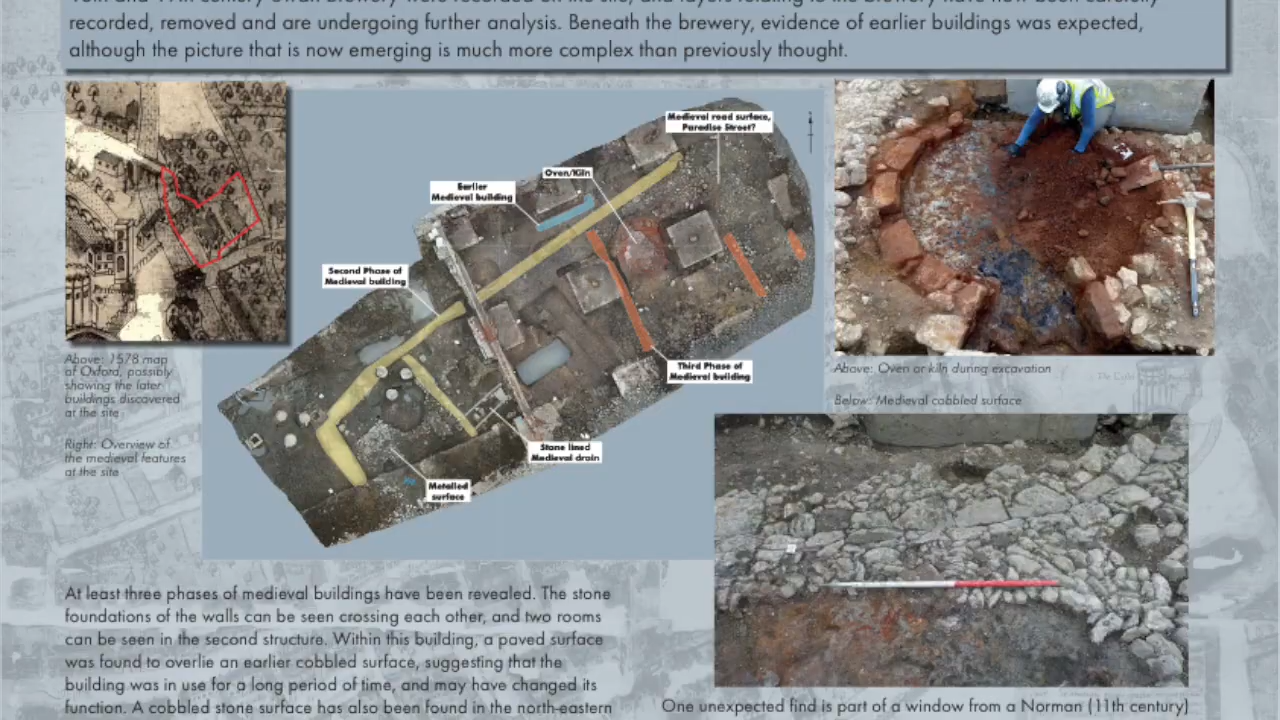 recorded, removed and are undergoing further analysis. Beneath the brewery, evidence of earlier buildings was expected,
although the picture that is now emerging is much more complex than previously thought.
Medieval road surface,
Paradise Street?
Oven/Kiln
Earlier
Medieval building
Second Phase of
Medieval building
Third Phase of
Medieval building
Stone lined
Medieval drain
Metalled
surface
Above: 1578 map
of Oxford, possibly
showing the later
buildings discovered
at the site
Right: Overview of
the medieval features
at the site
Above: Oven or kiln during excavation
Below: Medieval cobbled surface
At least three phases of medieval buildings have been revealed. The stone
foundations of the walls can be seen crossing each other, and two rooms
can be seen in the second structure. Within this building, a paved surface
was found to overlie an earlier cobbled surface, suggesting that the
building was in use for a long period of time, and may have changed its
function. A cobbled stone surface has also been found in the north-eastern
One unexpected find is part of a window from a Norman (11th century)